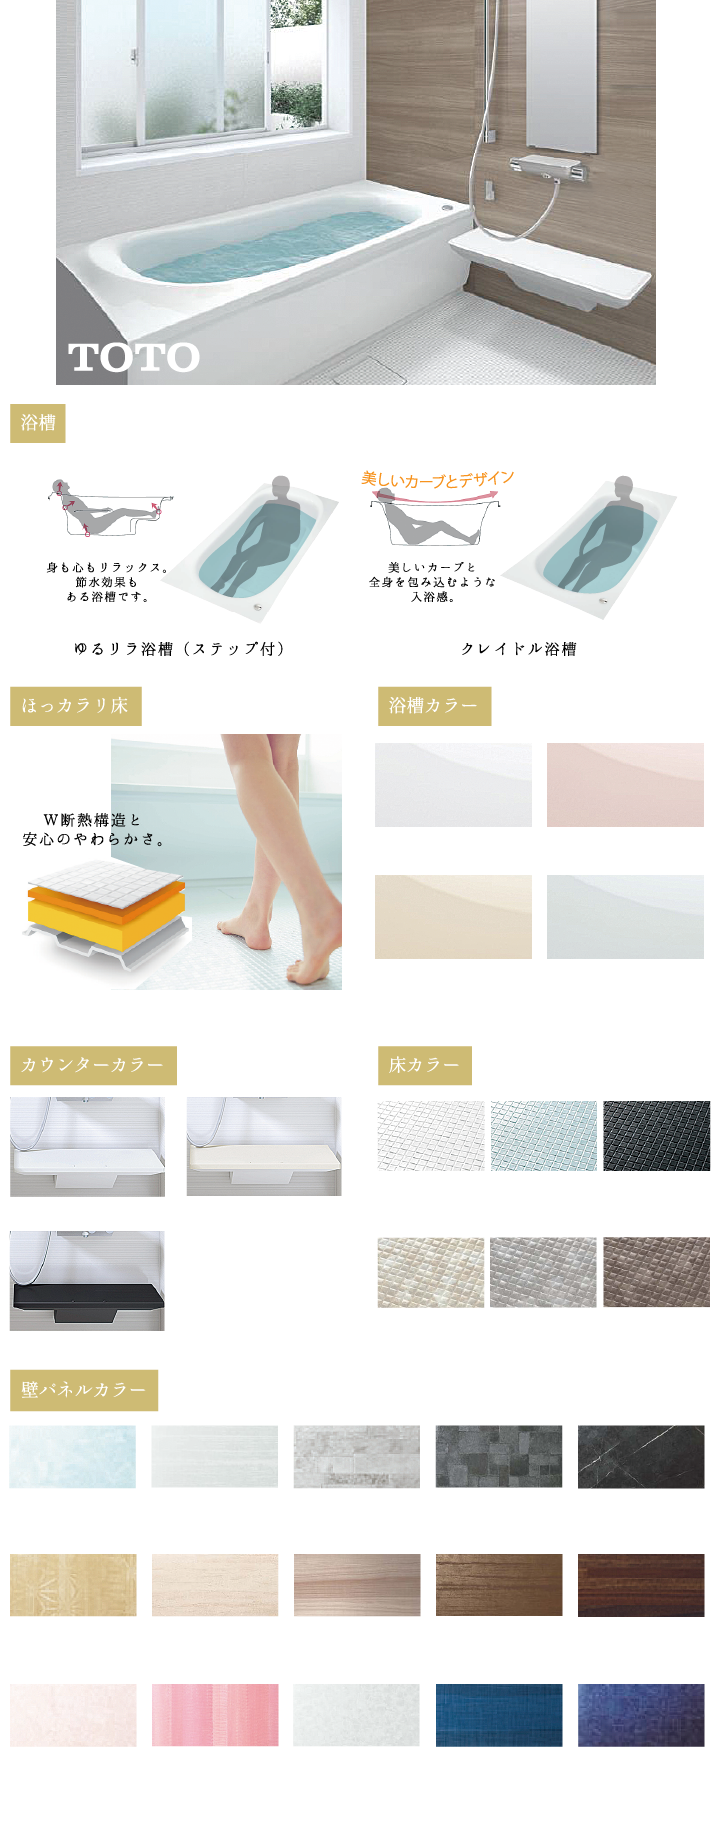 TOTO
浴槽
身も心もリラックス。
節水効果も
ある浴槽です。
ゆるリラ浴槽（ステップ付）
美しいカーブとデザイン
美しいカーブと
全身を包み込むような
入浴感。
クレイドル浴槽
ほっカラリ床
W断熱構造と
安心のやわらかさ。
浴槽カラー
カウンターカラー
床カラー
壁パネルカラー